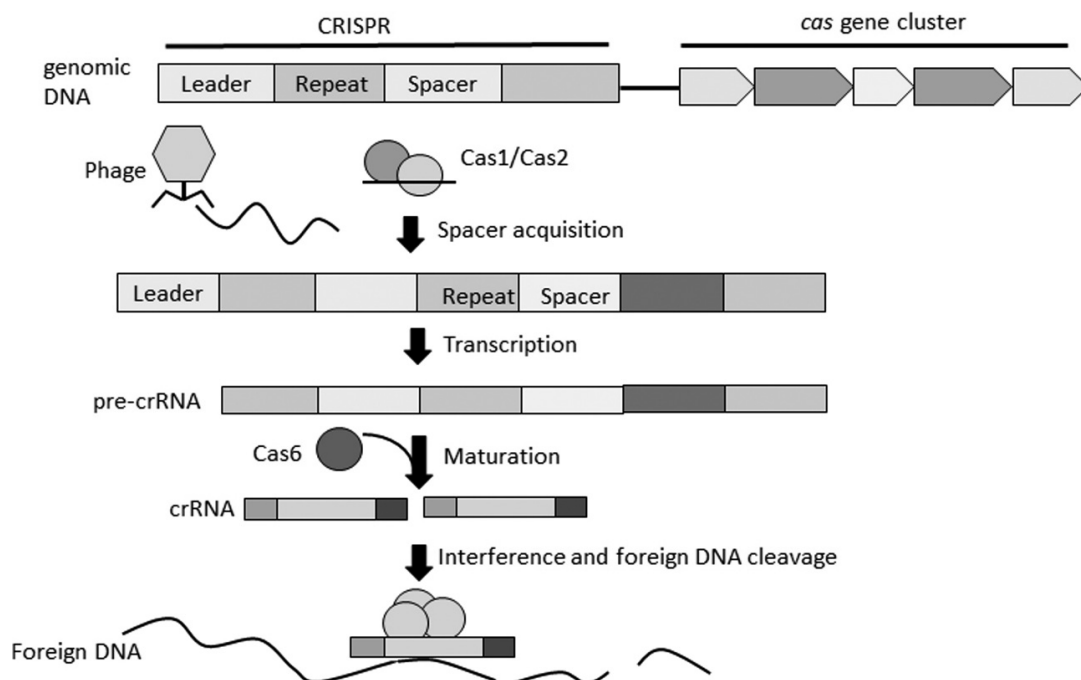 CRISPR
cas gene cluster
genomic
DNA
Leader
Repeat
Spacer
Phage
Cas1/Cas2
Spacer acquisition
Leader
Repeat
Spacer
Transcription
pre-crRNA
Cas6
Maturation
crRNA
Interference and foreign DNA cleavage
Foreign DNA